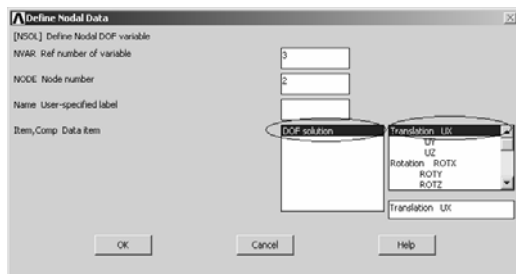 Define Nodal Data
[NSOL] Define Nodal DOF variable
NVAR Ref number of variable 3
NODE Node number 2
Name User-specified label
Item,Comp Data item DOF solution Translation UX
UY
UZ
Rotation ROTX
ROTY
ROTZ
Translation UX
OK Cancel Help